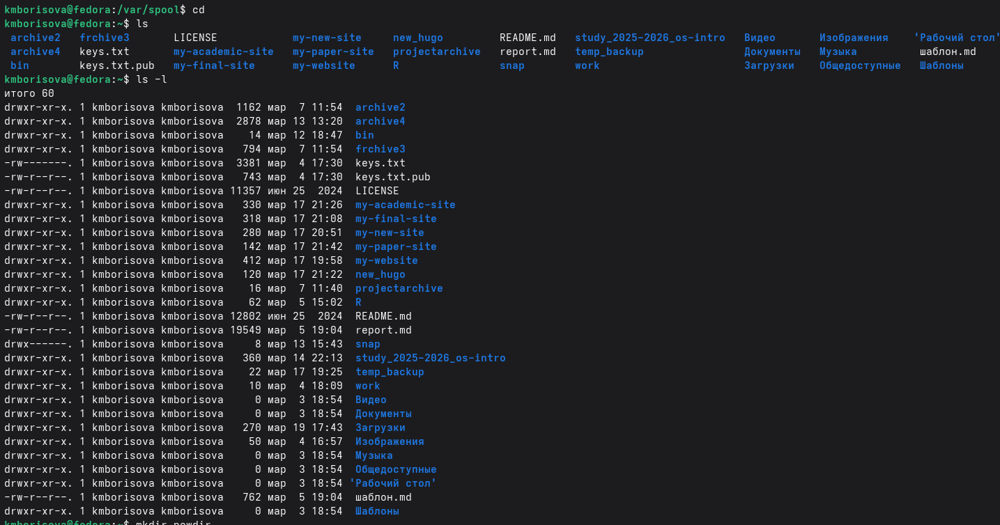 kmborisova@fedora:/var/spool$ cd
kmborisova@fedora:~$ ls
archive2 frchive3 LICENSE my-new-site new_hugo README.md study_2025-2026_os-intro Видео Изображения 'Рабочий стол'
archive4 keys.txt my-academic-site my-paper-site projectarchive report.md temp_backup Документы Музыка шаблон.md
bin keys.txt.pub my-final-site my-website R snap work Загрузки Общедоступные Шаблоны
kmborisova@fedora:~$ ls -l
итого 60
drwxr-xr-x. 1 kmborisova kmborisova 1162 мар 7 11:54 archive2
drwxr-xr-x. 1 kmborisova kmborisova 2878 мар 13 13:20 archive4
drwxr-xr-x. 1 kmborisova kmborisova 14 мар 12 18:47 bin
drwxr-xr-x. 1 kmborisova kmborisova 794 мар 7 11:54 frchive3
-rw-------. 1 kmborisova kmborisova 3381 мар 4 17:30 keys.txt
-rw-r--r--. 1 kmborisova kmborisova 743 мар 4 17:30 keys.txt.pub
-rw-r--r--. 1 kmborisova kmborisova 11357 июн 25 2024 LICENSE
drwxr-xr-x. 1 kmborisova kmborisova 330 мар 17 21:26 my-academic-site
drwxr-xr-x. 1 kmborisova kmborisova 318 мар 17 21:08 my-final-site
drwxr-xr-x. 1 kmborisova kmborisova 280 мар 17 20:51 my-new-site
drwxr-xr-x. 1 kmborisova kmborisova 142 мар 17 21:42 my-paper-site
drwxr-xr-x. 1 kmborisova kmborisova 412 мар 17 19:58 my-website
drwxr-xr-x. 1 kmborisova kmborisova 120 мар 17 21:22 new_hugo
drwxr-xr-x. 1 kmborisova kmborisova 16 мар 7 11:40 projectarchive
drwxr-xr-x. 1 kmborisova kmborisova 62 мар 5 15:02 R
-rw-r--r--. 1 kmborisova kmborisova 12802 июн 25 2024 README.md
-rw-r--r--. 1 kmborisova kmborisova 19549 мар 5 19:04 report.md
drwx------. 1 kmborisova kmborisova 8 мар 13 15:43 snap
drwxr-xr-x. 1 kmborisova kmborisova 360 мар 14 22:13 study_2025-2026_os-intro
drwxr-xr-x. 1 kmborisova kmborisova 22 мар 17 19:25 temp_backup
drwxr-xr-x. 1 kmborisova kmborisova 10 мар 4 18:09 work
drwxr-xr-x. 1 kmborisova kmborisova 0 мар 3 18:54 Видео
drwxr-xr-x. 1 kmborisova kmborisova 0 мар 3 18:54 Документы
drwxr-xr-x. 1 kmborisova kmborisova 270 мар 19 17:43 Загрузки
drwxr-xr-x. 1 kmborisova kmborisova 50 мар 4 16:57 Изображения
drwxr-xr-x. 1 kmborisova kmborisova 0 мар 3 18:54 Музыка
drwxr-xr-x. 1 kmborisova kmborisova 0 мар 3 18:54 Общедоступные
drwxr-xr-x. 1 kmborisova kmborisova 0 мар 3 18:54 'Рабочий стол'
-rw-r--r--. 1 kmborisova kmborisova 762 мар 5 19:04 шаблон.md
drwxr-xr-x. 1 kmborisova kmborisova 0 мар 3 18:54 Шаблоны
kmborisova@fedora:~$ mkdir newdir